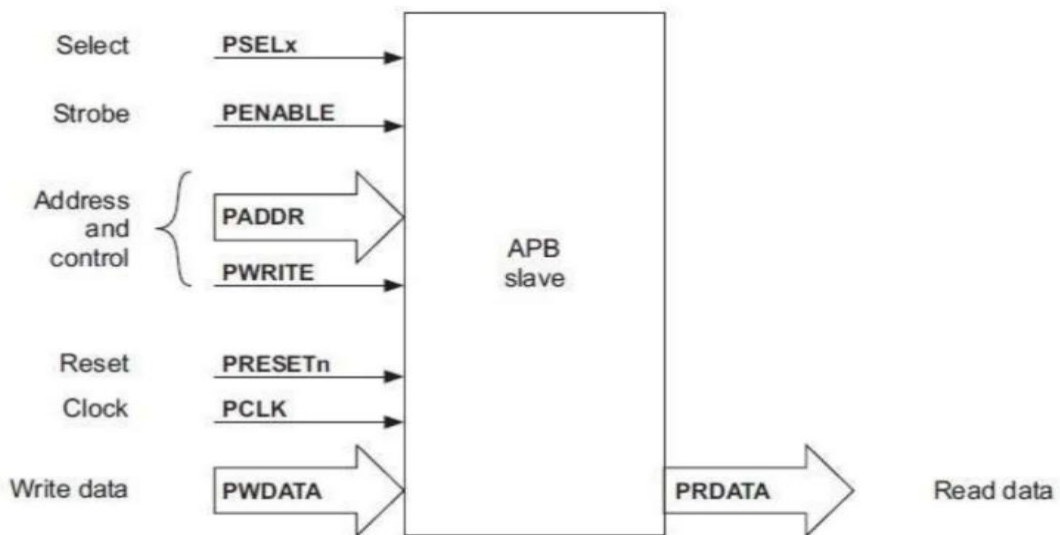 Select
PSELx
Strobe
PENABLE
Address
and
control
PADDR
PWRITE
APB
slave
Reset
PRESETn
Clock
PCLK
Write data
PWDATA
PRDATA
Read data